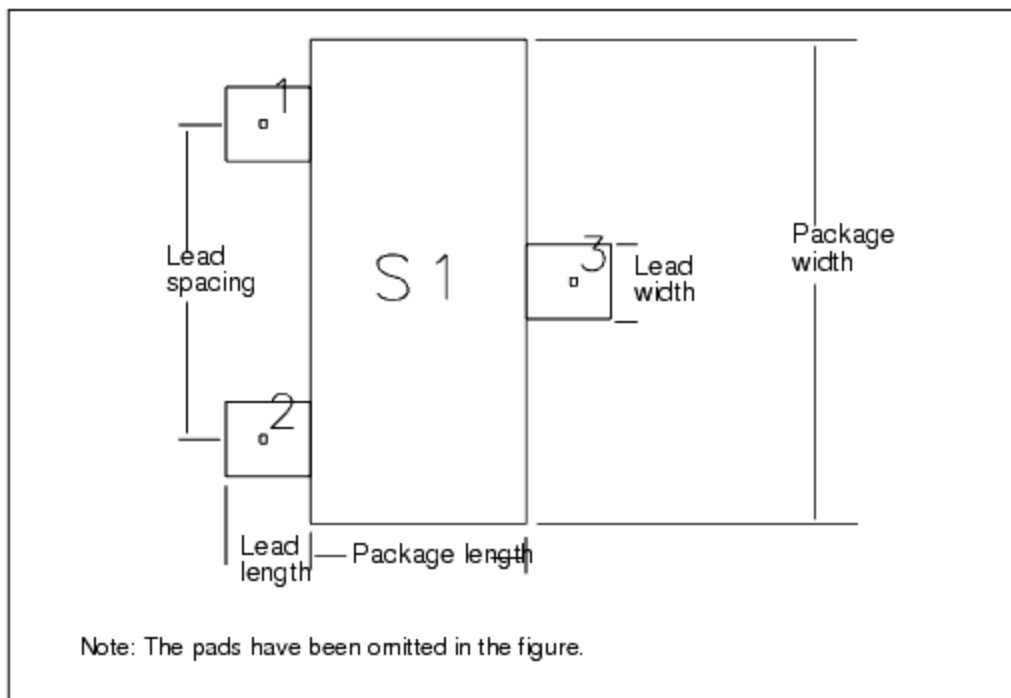 1
Lead
spacing
S 1
3
Lead
width
Package
width
2
Lead
length
Package length
Note: The pads have been omitted in the figure.